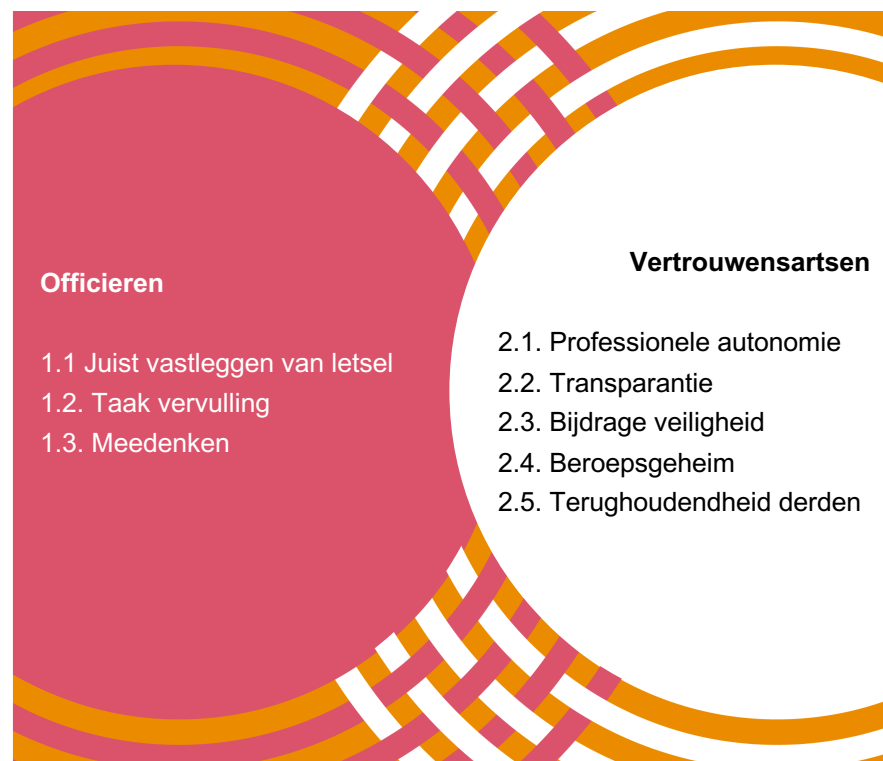 Officieren
1.1 Juist vastleggen van letsel
1.2. Taak vervulling
1.3. Meedenken
Vertrouwensartsen
2.1. Professionele autonomie
2.2. Transparantie
2.3. Bijdrage veiligheid
2.4. Beroepsgeheim
2.5. Terughoudendheid derden